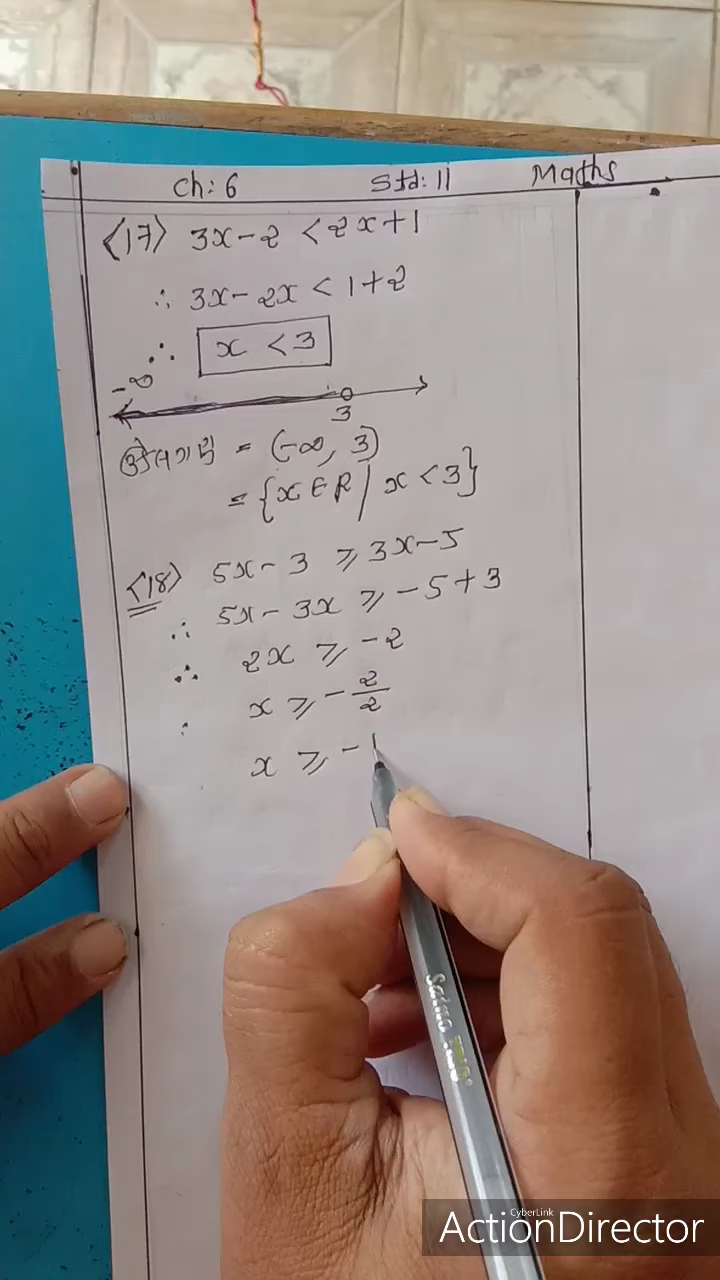 Ch: 6 Std: 11 Maths
<17> 3x-2 <2x+1
∴ 3x-2x < 1+2
∴ x <3
-∞
3
= (-∞, 3)
= {x∈R / x <3}
<18> 5x-3 ⩾ 3x-5
∴ 5x-3x ⩾ -5+3
∴ 2x ⩾ -2
x ⩾ -2/2
x ⩾ -1
CyberLink
ActionDirector